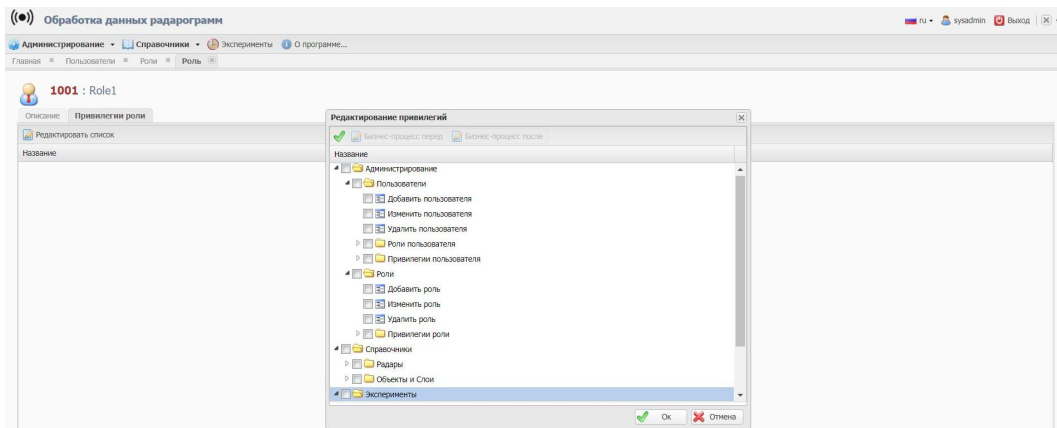 ((●)) Обработка данных радарограмм
ru sysadmin Выход
Администрирование Справочники Эксперименты О программе...
Главная Пользователи Роли Роль
1001 : Role1
Описание Привилегии роли
Редактировать список
Название
Редактирование привилегий
Бизнес-процесс перед Бизнес-процесс после
Название
Администрирование
Пользователи
Добавить пользователя
Изменить пользователя
Удалить пользователя
Роли пользователя
Привилегии пользователя
Роли
Добавить роль
Изменить роль
Удалить роль
Привилегии роли
Справочники
Радары
Объекты и Слои
Эксперименты
Ок Отмена